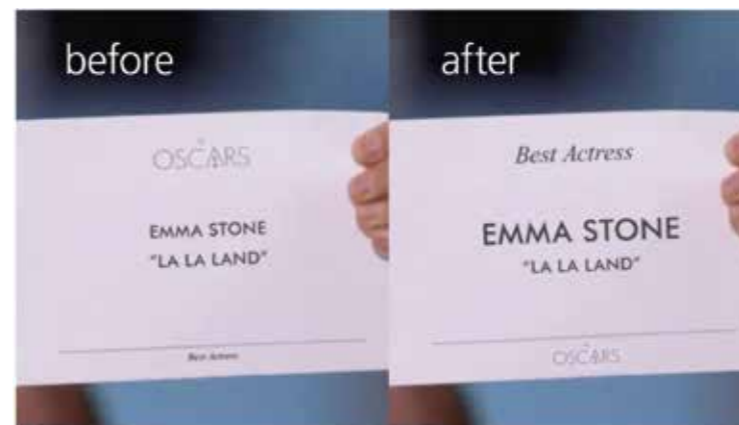 before
OSCARS
EMMA STONE
"LA LA LAND"
Best Actress
after
Best Actress
EMMA STONE
"LA LA LAND"
OSCARS